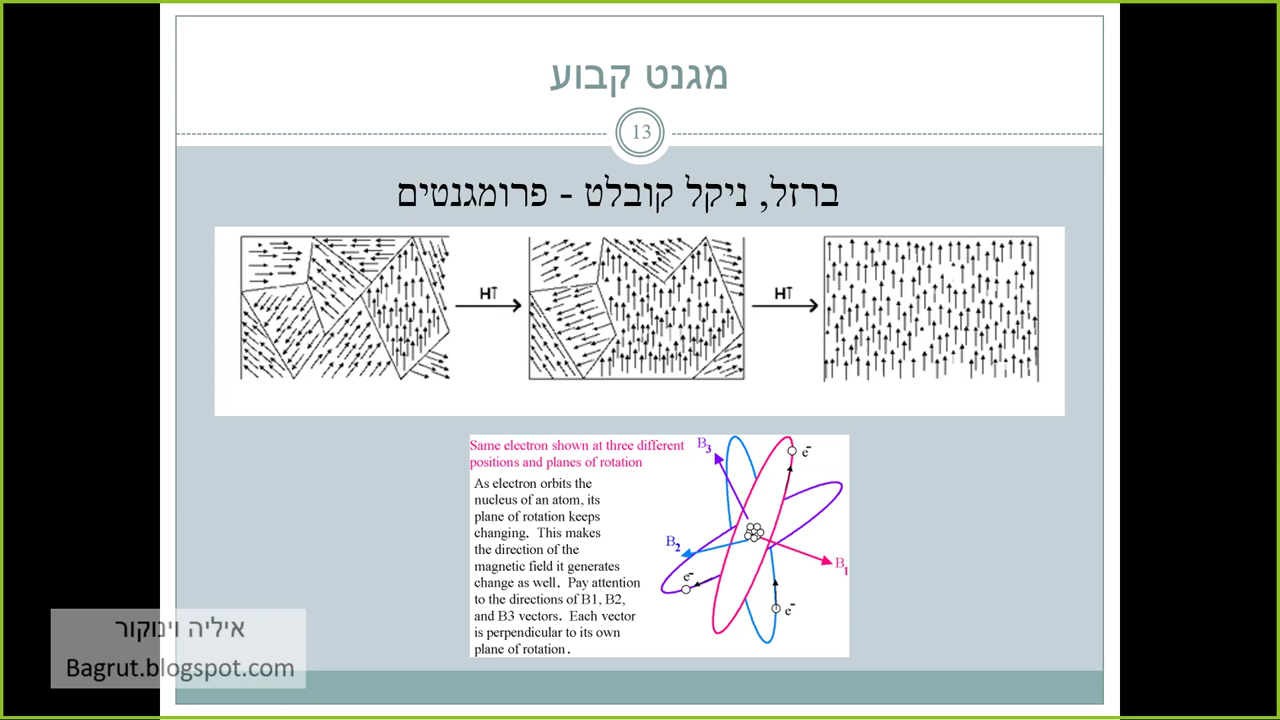 מגנט קבוע
13
ברזל, ניקל קובלט - פרומגנטים
H↑
H↑
Same electron shown at three different
positions and planes of rotation
As electron orbits the
nucleus of an atom, its
plane of rotation keeps
changing. This makes
the direction of the
magnetic field it generates
change as well. Pay attention
to the directions of B1, B2,
and B3 vectors. Each vector
is perpendicular to its own
plane of rotation.
B3
e-
B2
B1
e-
e-
איליה וינוקור
Bagrut.blogspot.com